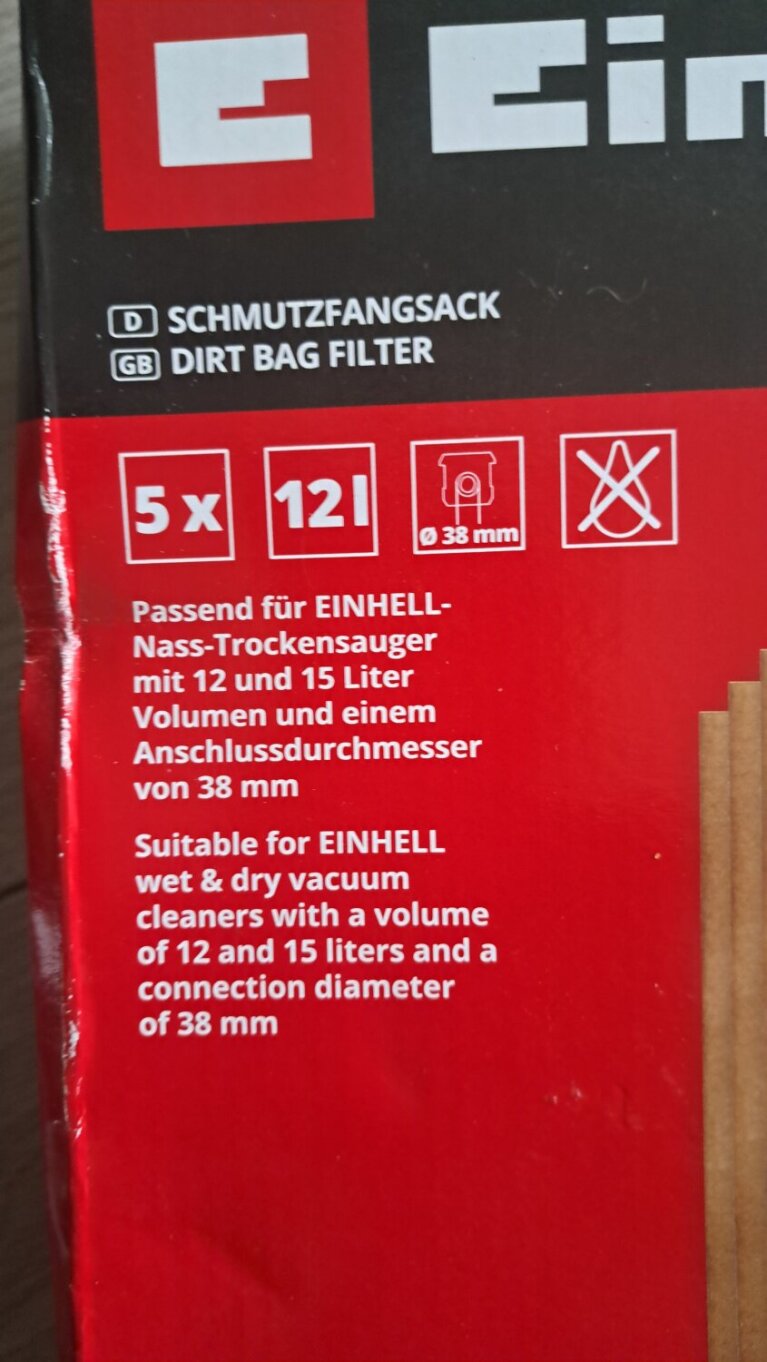 D SCHMUTZFANGSACK
GB DIRT BAG FILTER
5 x
12 l
Ø 38 mm
Passend für EINHELL-
Nass-Trockensauger
mit 12 und 15 Liter
Volumen und einem
Anschlussdurchmesser
von 38 mm
Suitable for EINHELL
wet & dry vacuum
cleaners with a volume
of 12 and 15 liters and a
connection diameter
of 38 mm